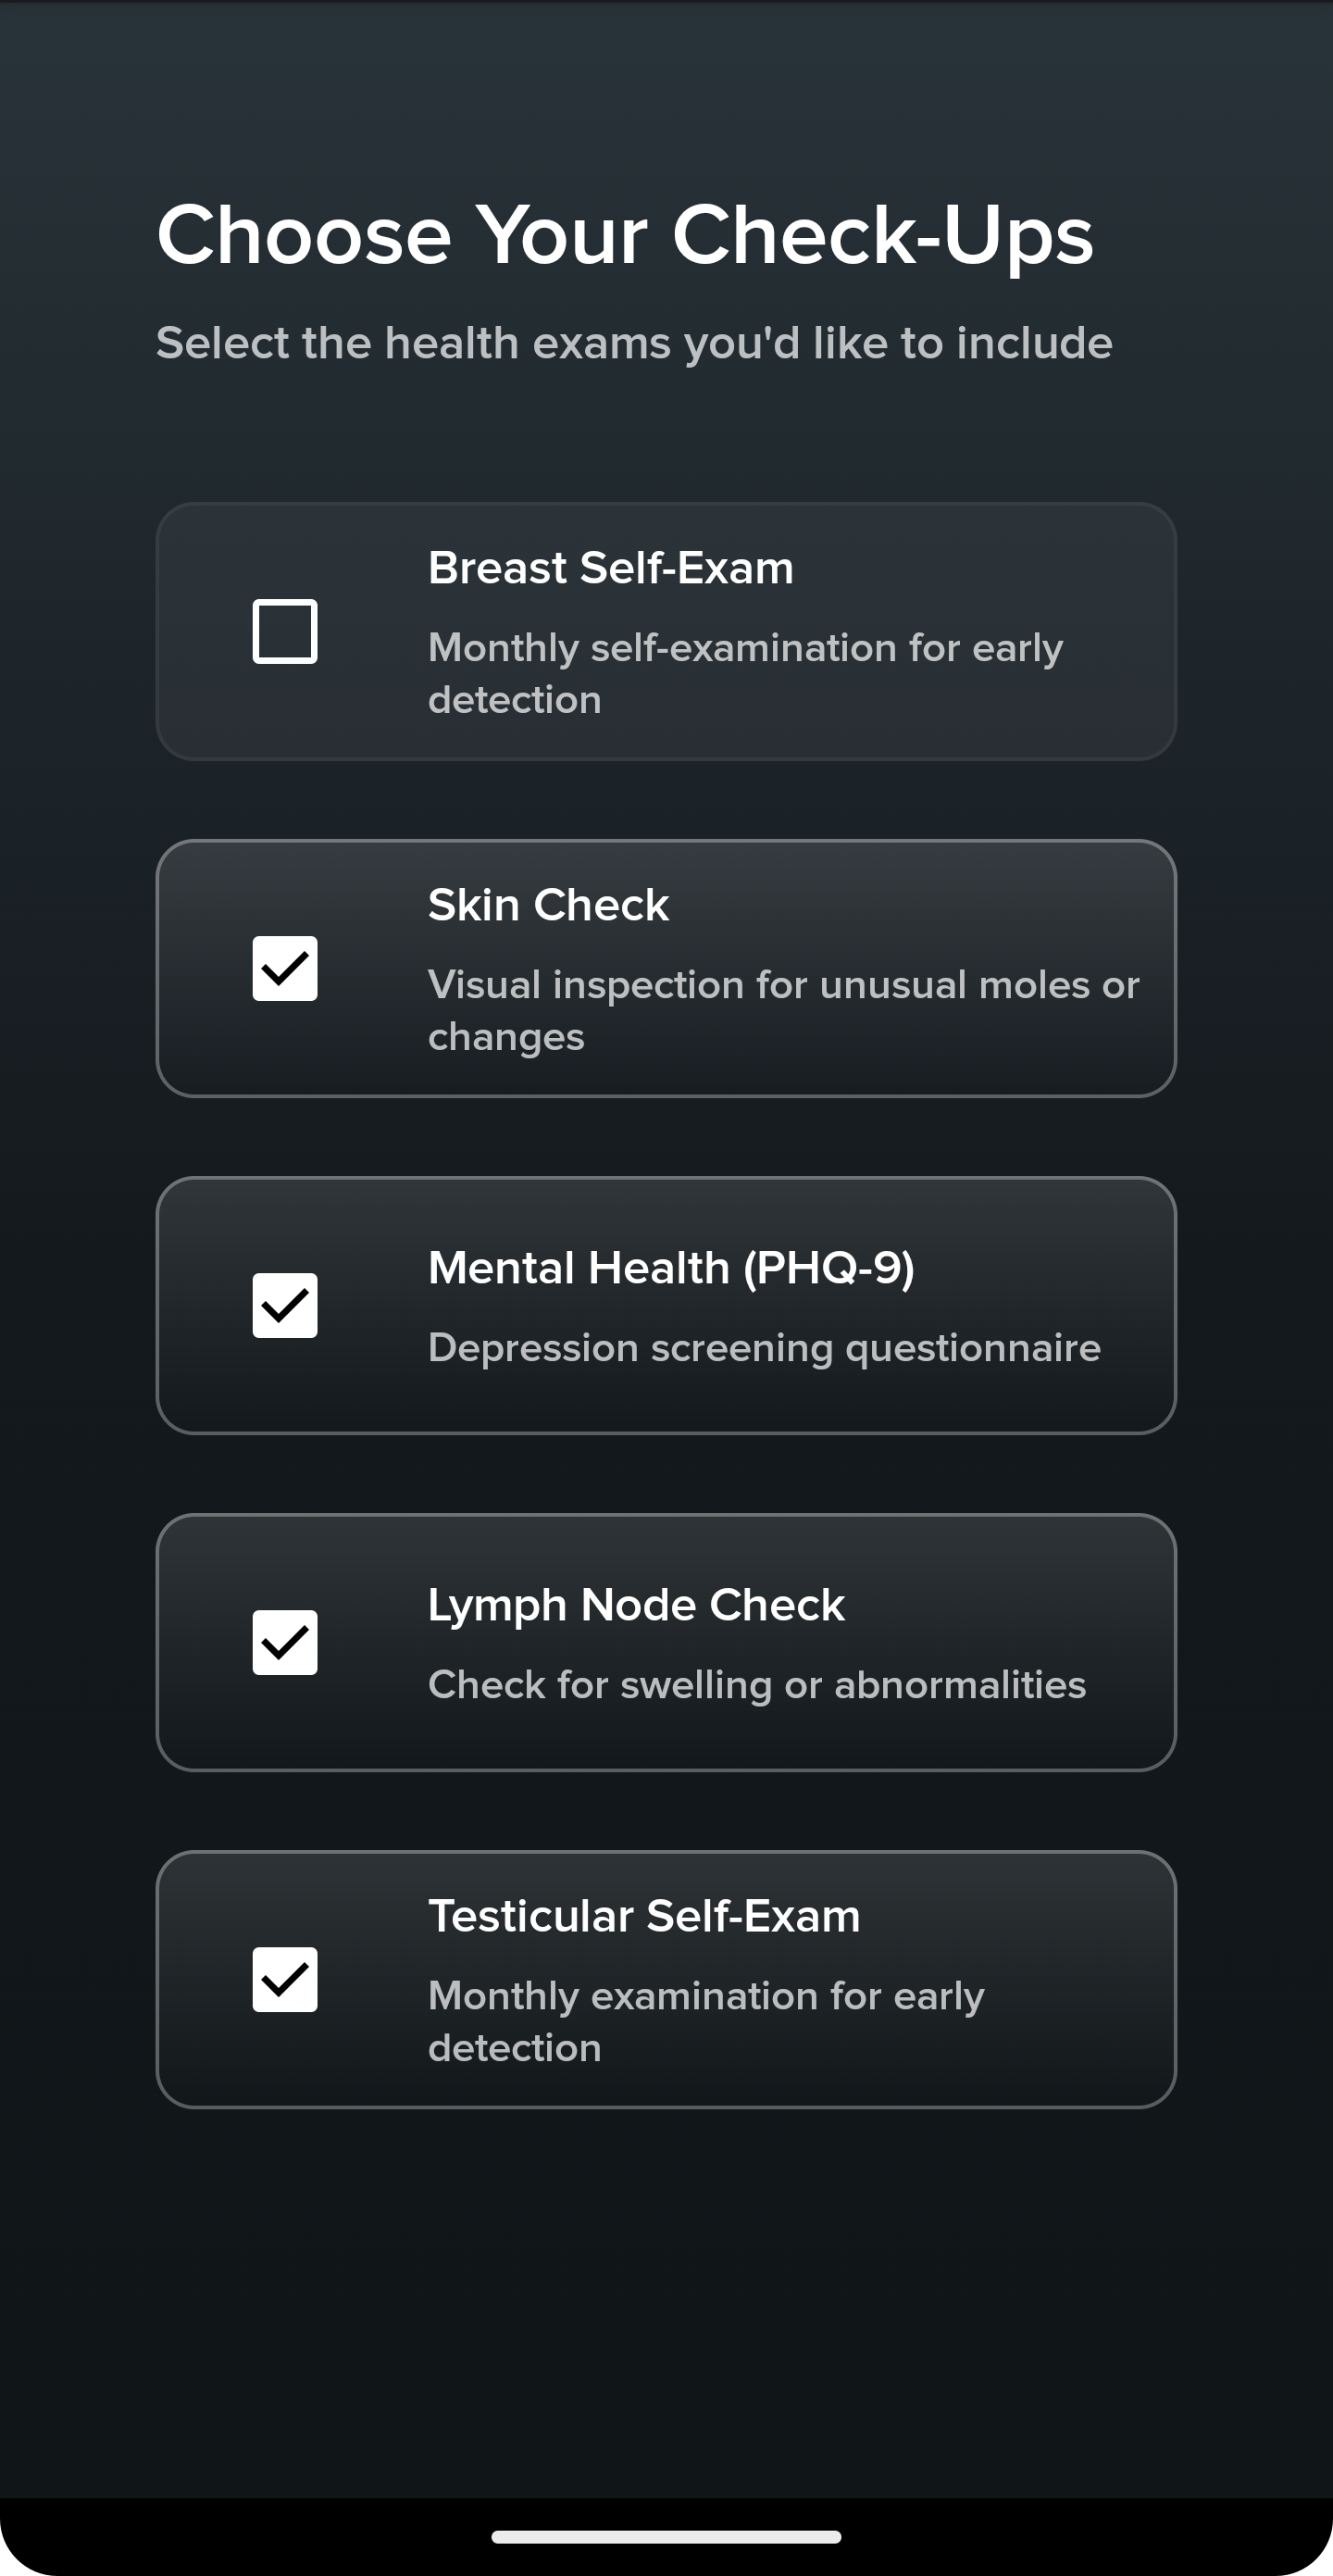 Choose Your Check-Ups
Select the health exams you'd like to include
Breast Self-Exam
Monthly self-examination for early
detection
Skin Check
Visual inspection for unusual moles or
changes
Mental Health (PHQ-9)
Depression screening questionnaire
Lymph Node Check
Check for swelling or abnormalities
Testicular Self-Exam
Monthly examination for early
detection